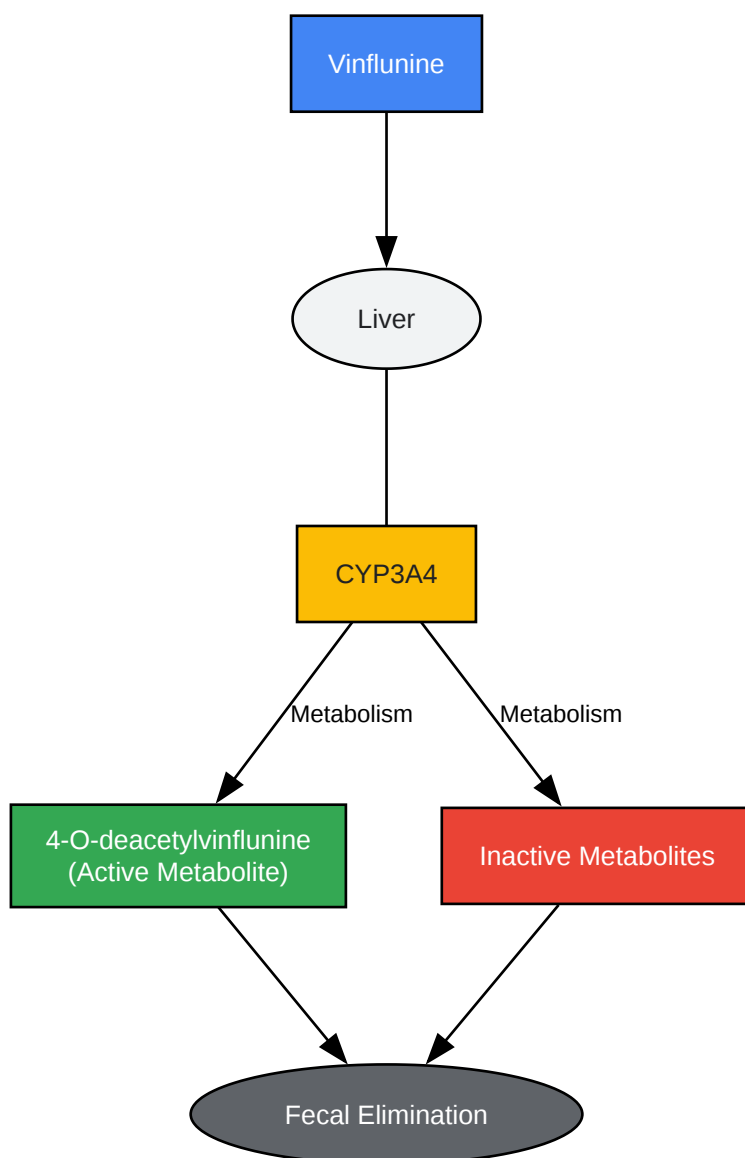 Vinflunine
Liver
CYP3A4
Metabolism
Metabolism
4-O-deacetylvinflunine
(Active Metabolite)
Inactive Metabolites
Fecal Elimination